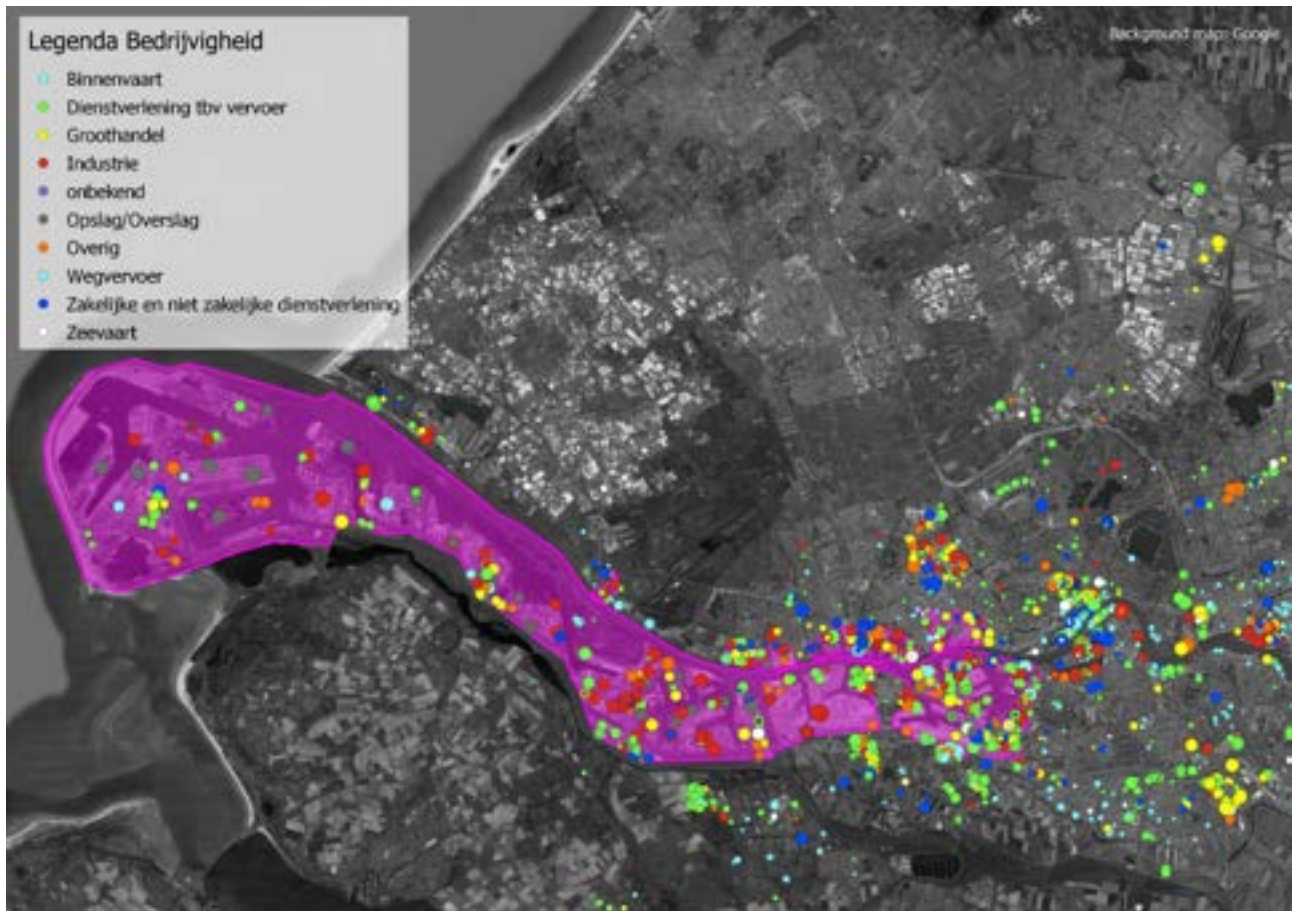 Legenda Bedrijvigheid
Binnenvaart
Dienstverlening tbv vervoer
Groothandel
Industrie
onbekend
Opslag/Overslag
Overig
Wegvervoer
Zakelijke en niet zakelijke dienstverlening
Zeevaart
Background map: Google